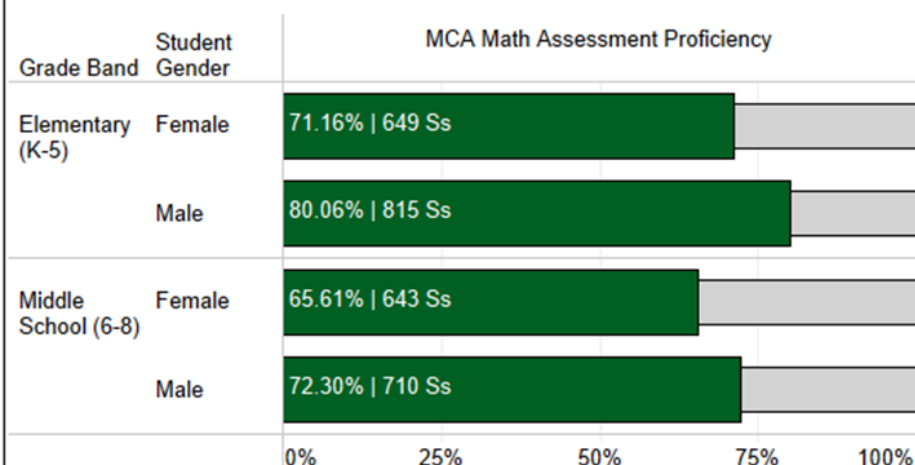 MCA Math Assessment Proficiency
Student
Grade Band Gender
Elementary Female 71.16% | 649 Ss
(K-5)
Male 80.06% | 815 Ss
Middle Female 65.61% | 643 Ss
School (6-8)
Male 72.30% | 710 Ss
0% 25% 50% 75% 100%